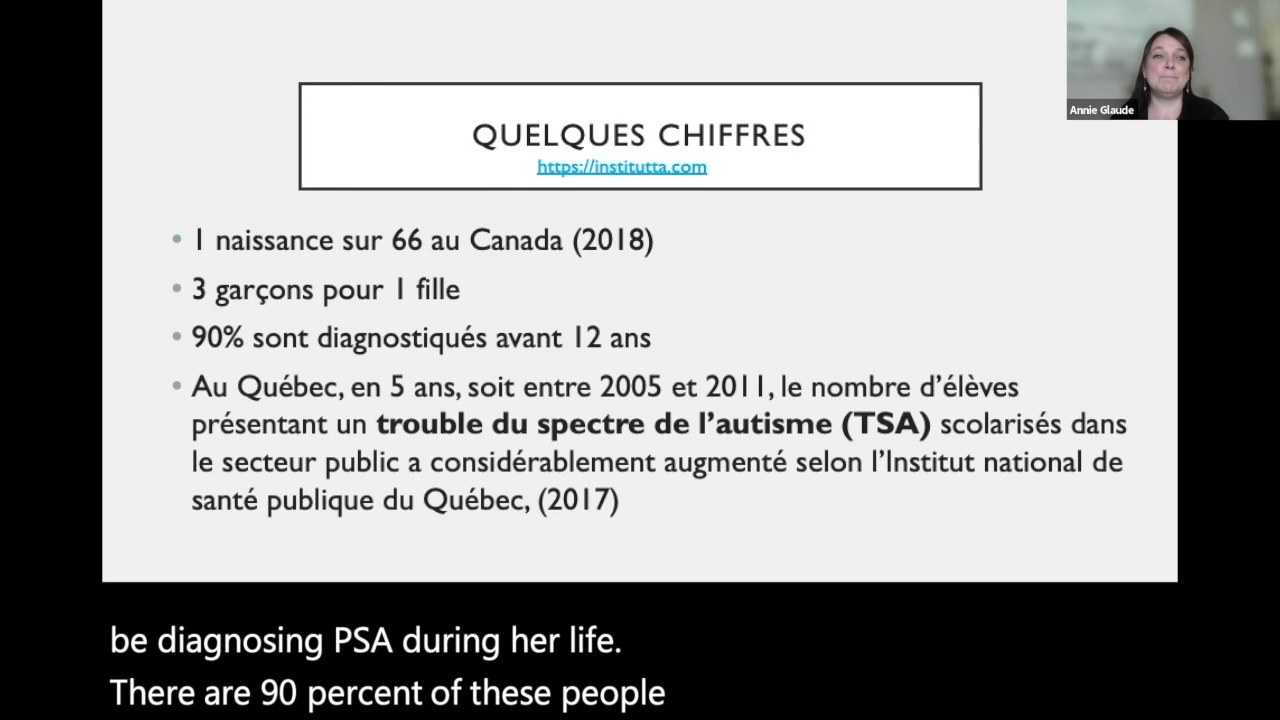 Annie Glaude
QUELQUES CHIFFRES
https://institutta.com
• 1 naissance sur 66 au Canada (2018)
• 3 garçons pour 1 fille
• 90% sont diagnostiqués avant 12 ans
• Au Québec, en 5 ans, soit entre 2005 et 2011, le nombre d’élèves
présentant un trouble du spectre de l’autisme (TSA) scolarisés dans
le secteur public a considérablement augmenté selon l’Institut national de
santé publique du Québec, (2017)
be diagnosing PSA during her life.
There are 90 percent of these people